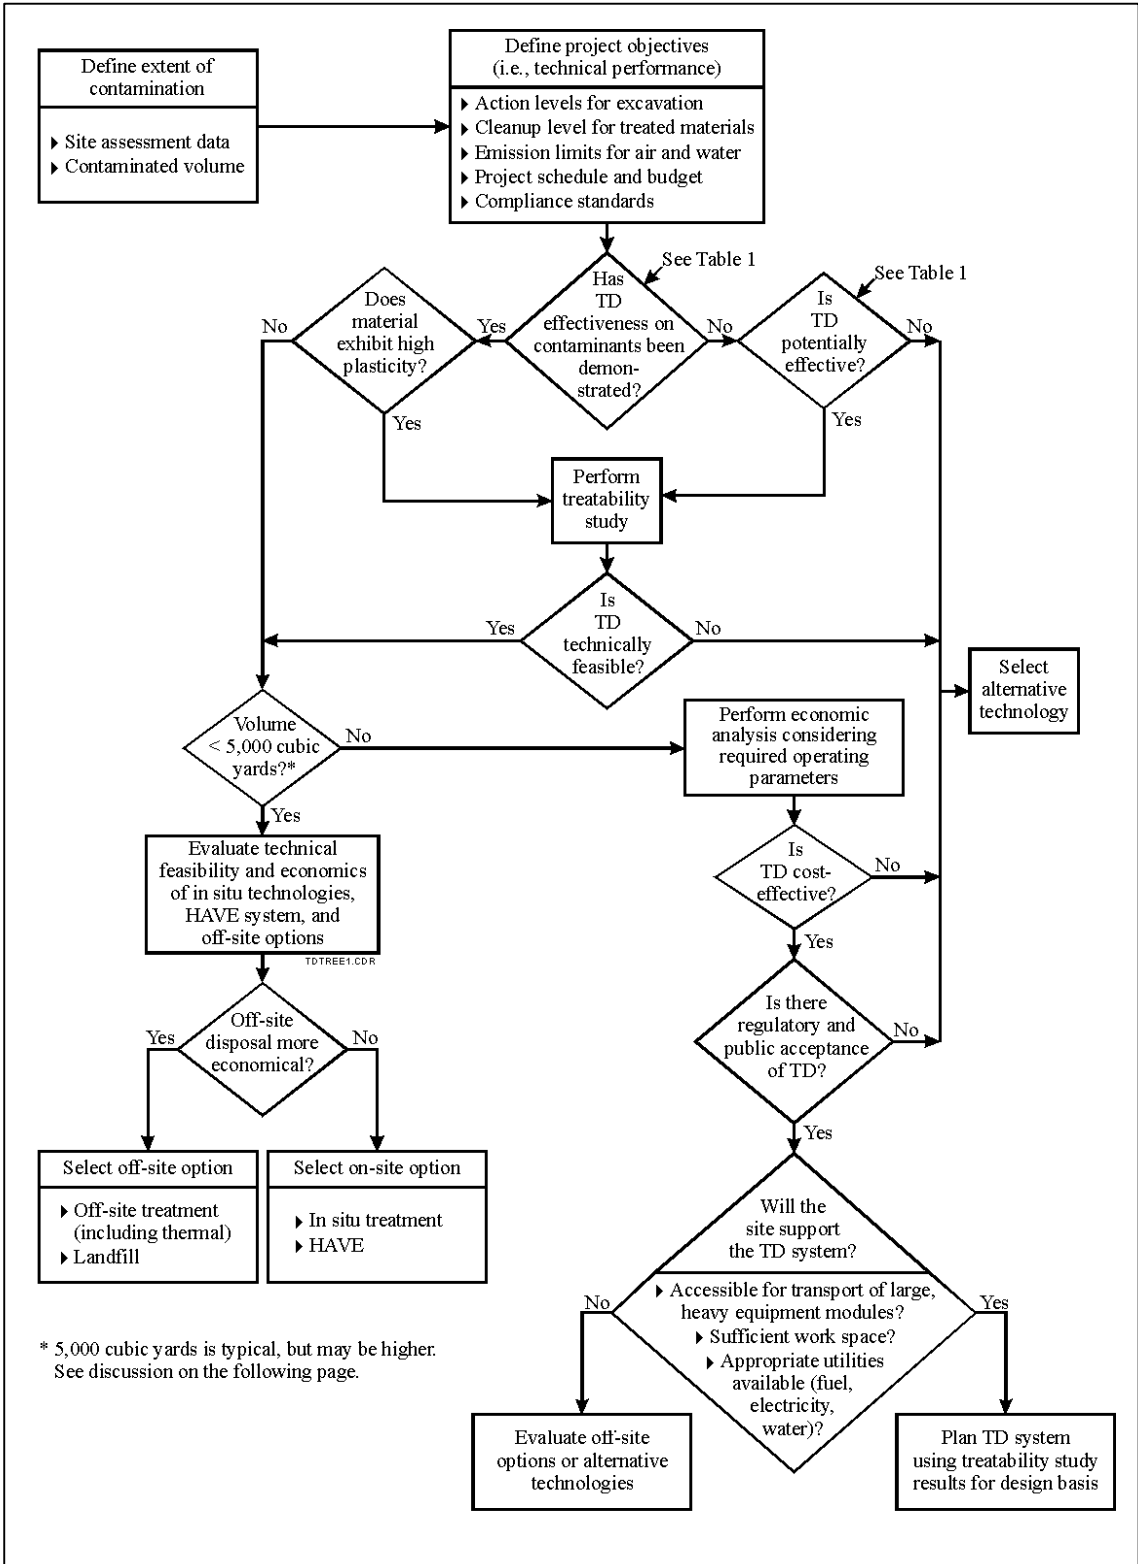 Define extent of
contamination
Site assessment data
Contaminated volume
Define project objectives
(i.e., technical performance)
Action levels for excavation
Cleanup level for treated materials
Emission limits for air and water
Project schedule and budget
Compliance standards
See Table 1
See Table 1
Does
material
exhibit high
plasticity?
No
Yes
Has
TD
effectiveness on
contaminants been
demon-
strated?
Yes
No
Is
TD
potentially
effective?
No
Yes
Perform
treatability
study
Is
TD
technically
feasible?
Yes
No
Select
alternative
technology
Volume
< 5,000 cubic
yards?*
No
Yes
Perform economic
analysis considering
required operating
parameters
Evaluate technical
feasibility and economics
of in situ technologies,
HAVE system, and
off-site options
TDTREE1.CDR
Is
TD cost-
effective?
No
Yes
Off-site
disposal more
economical?
Yes
No
Is there
regulatory and
public acceptance
of TD?
No
Yes
Select off-site option
Off-site treatment
(including thermal)
Landfill
Select on-site option
In situ treatment
HAVE
Will the
site support
the TD system?
Accessible for transport of large,
heavy equipment modules?
Sufficient work space?
Appropriate utilities
available (fuel,
electricity,
water)?
No
Yes
* 5,000 cubic yards is typical, but may be higher.
See discussion on the following page.
Evaluate off-site
options or alternative
technologies
Plan TD system
using treatability study
results for design basis